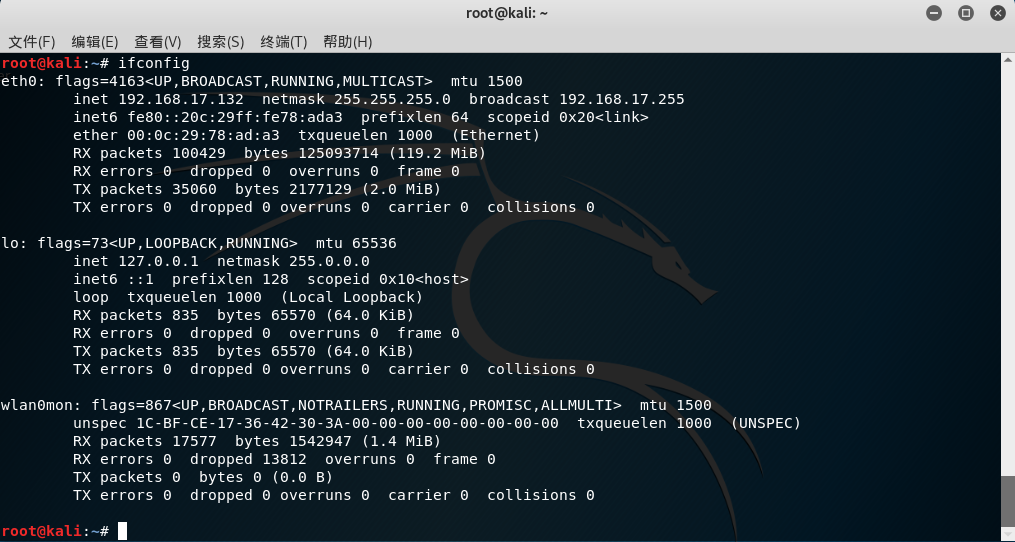 root@kali: ~
文件(F) 编辑(E) 查看(V) 搜索(S) 终端(T) 帮助(H)
root@kali:~# ifconfig
eth0: flags=4163<UP,BROADCAST,RUNNING,MULTICAST>  mtu 1500
        inet 192.168.17.132  netmask 255.255.255.0  broadcast 192.168.17.255
        inet6 fe80::20c:29ff:fe78:ada3  prefixlen 64  scopeid 0x20<link>
        ether 00:0c:29:78:ad:a3  txqueuelen 1000  (Ethernet)
        RX packets 100429  bytes 125093714 (119.2 MiB)
        RX errors 0  dropped 0  overruns 0  frame 0
        TX packets 35060  bytes 2177129 (2.0 MiB)
        TX errors 0  dropped 0 overruns 0  carrier 0  collisions 0
lo: flags=73<UP,LOOPBACK,RUNNING>  mtu 65536
        inet 127.0.0.1  netmask 255.0.0.0
        inet6 ::1  prefixlen 128  scopeid 0x10<host>
        loop  txqueuelen 1000  (Local Loopback)
        RX packets 835  bytes 65570 (64.0 KiB)
        RX errors 0  dropped 0  overruns 0  frame 0
        TX packets 835  bytes 65570 (64.0 KiB)
        TX errors 0  dropped 0 overruns 0  carrier 0  collisions 0
wlan0mon: flags=867<UP,BROADCAST,NOTRAILERS,RUNNING,PROMISC,ALLMULTI>  mtu 1500
        unspec 1C-BF-CE-17-36-42-30-3A-00-00-00-00-00-00-00-00  txqueuelen 1000  (UNSPEC)
        RX packets 17577  bytes 1542947 (1.4 MiB)
        RX errors 0  dropped 13812  overruns 0  frame 0
        TX packets 0  bytes 0 (0.0 B)
        TX errors 0  dropped 0 overruns 0  carrier 0  collisions 0
root@kali:~#